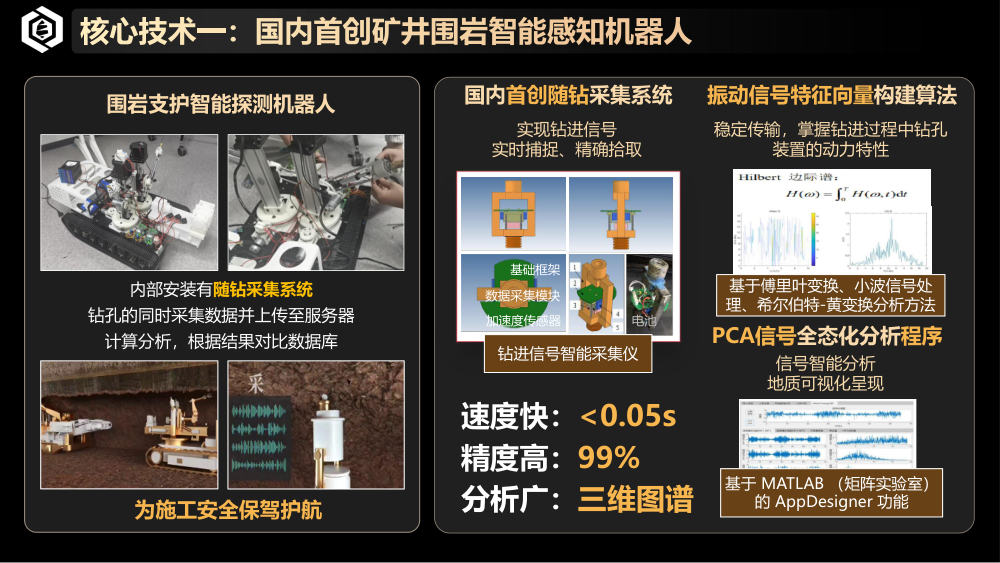 核心技术一：国内首创矿井围岩智能感知机器人
围岩支护智能探测机器人
内部安装有随钻采集系统
钻孔的同时采集数据并上传至服务器
计算分析，根据结果对比数据库
采
为施工安全保驾护航
国内首创随钻采集系统
实现钻进信号
实时捕捉、精确拾取
基础框架
数据采集模块
加速度传感器
1
2
3
4
5
电池
钻进信号智能采集仪
速度快：<0.05s
精度高：99%
分析广：三维图谱
振动信号特征向量构建算法
稳定传输，掌握钻进过程中钻孔
装置的动力特性
Hilbert 边际谱：
H(ω)=∫₀ᵀ H(ω,t)dt
基于傅里叶变换、小波信号处
理、希尔伯特-黄变换分析方法
PCA信号全态化分析程序
信号智能分析
地质可视化呈现
基于 MATLAB （矩阵实验室）
的 AppDesigner 功能